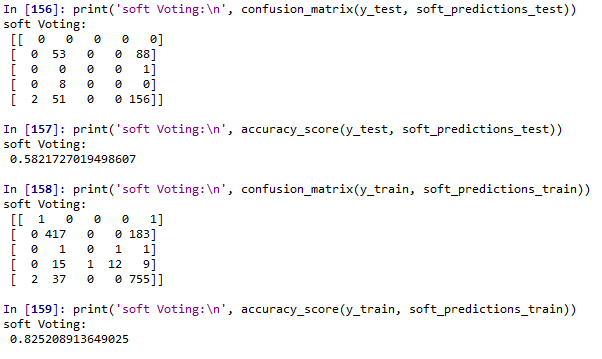 In [156]: print('soft Voting:\n', confusion_matrix(y_test, soft_predictions_test))
soft Voting:
 [[  0   0   0   0   0]
 [  0  53   0   0  88]
 [  0   0   0   0   1]
 [  0   8   0   0   0]
 [  2  51   0   0 156]]
In [157]: print('soft Voting:\n', accuracy_score(y_test, soft_predictions_test))
soft Voting:
 0.5821727019498607
In [158]: print('soft Voting:\n', confusion_matrix(y_train, soft_predictions_train))
soft Voting:
 [[  1   0   0   0   1]
 [  0 417   0   0 183]
 [  0   1   0   1   1]
 [  0  15   1  12   9]
 [  2  37   0   0 755]]
In [159]: print('soft Voting:\n', accuracy_score(y_train, soft_predictions_train))
soft Voting:
 0.825208913649025